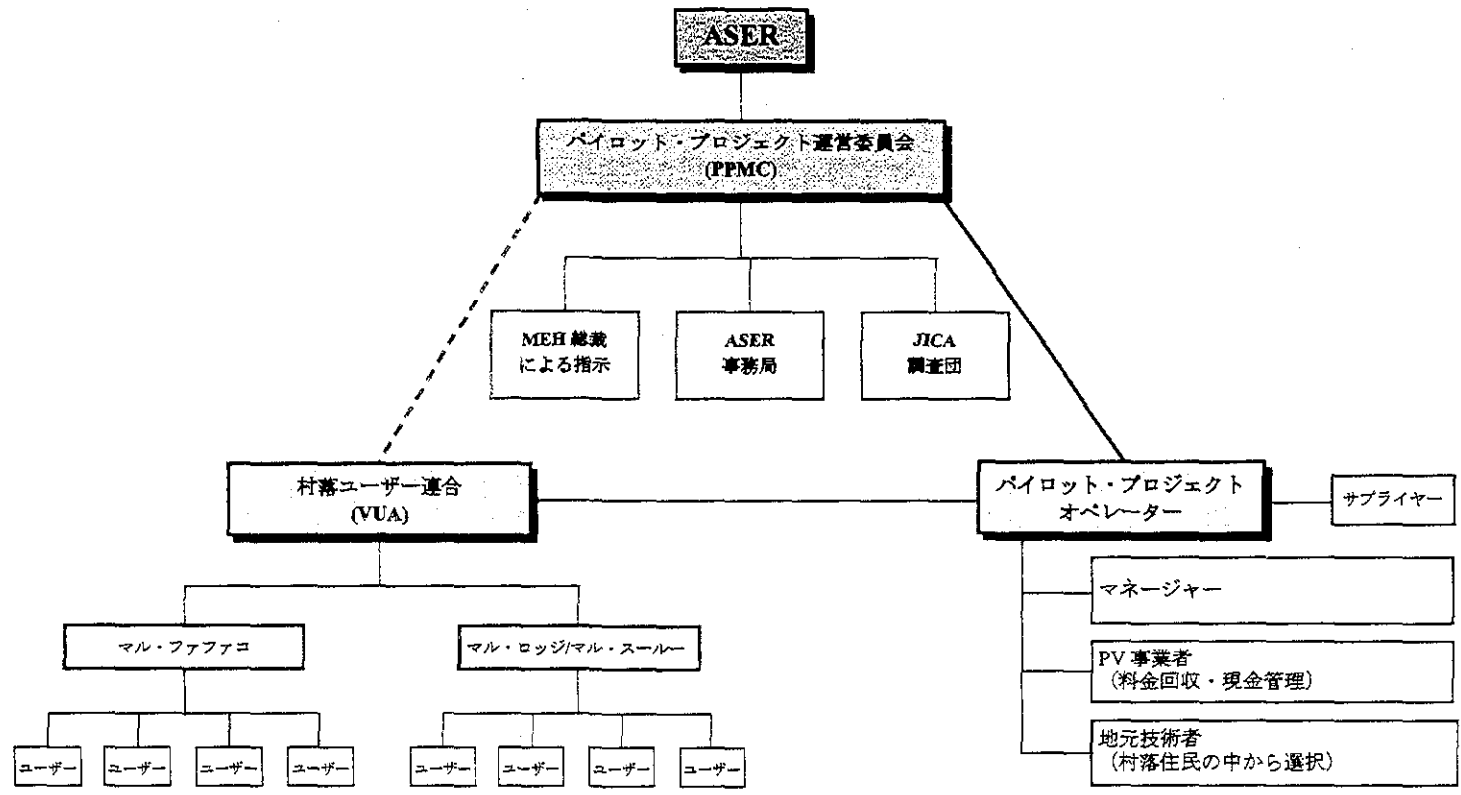 ASER
パイロット・プロジェクト運営委員会
(PPMC)
MEH 総裁
による指示
ASER
事務局
JICA
調査団
村落ユーザー連合
(VUA)
パイロット・プロジェクト
オペレーター
サプライヤー
マネージャー
PV 事業者
（料金回収・現金管理）
地元技術者
（村落住民の中から選択）
マル・ファファコ
マル・ロッジ/マル・スールー
ユーザー
ユーザー
ユーザー
ユーザー
ユーザー
ユーザー
ユーザー
ユーザー